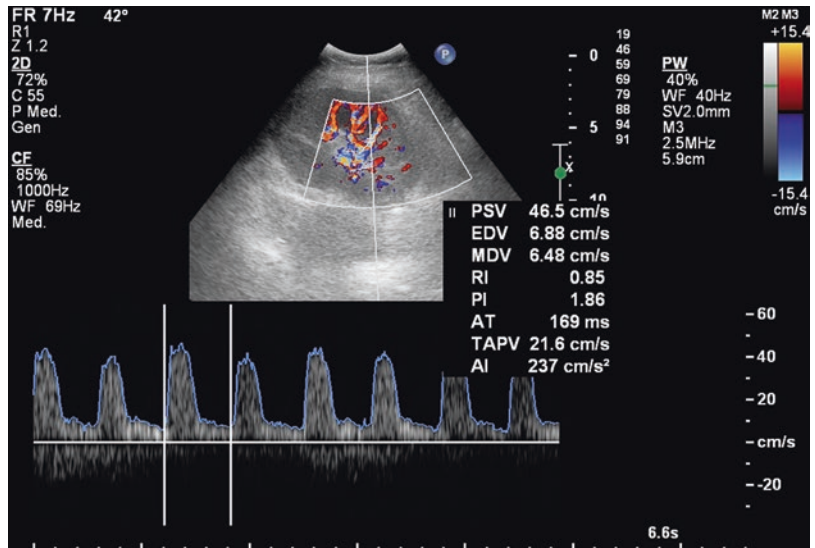 FR 7Hz 42°
R1
Z 1.2
2D
72%
C 55
P Med.
Gen
CF
85%
1000Hz
WF 69Hz
Med.
P
0
5
10
x
19
46
59
69
79
88
94
91
PW
40%
WF 40Hz
SV2.0mm
M3
2.5MHz
5.9cm
M2 M3
+15.4
-15.4
cm/s
II PSV 46.5 cm/s
EDV 6.88 cm/s
MDV 6.48 cm/s
RI 0.85
PI 1.86
AT 169 ms
TAPV 21.6 cm/s
AI 237 cm/s²
60
40
20
cm/s
-20
6.6s